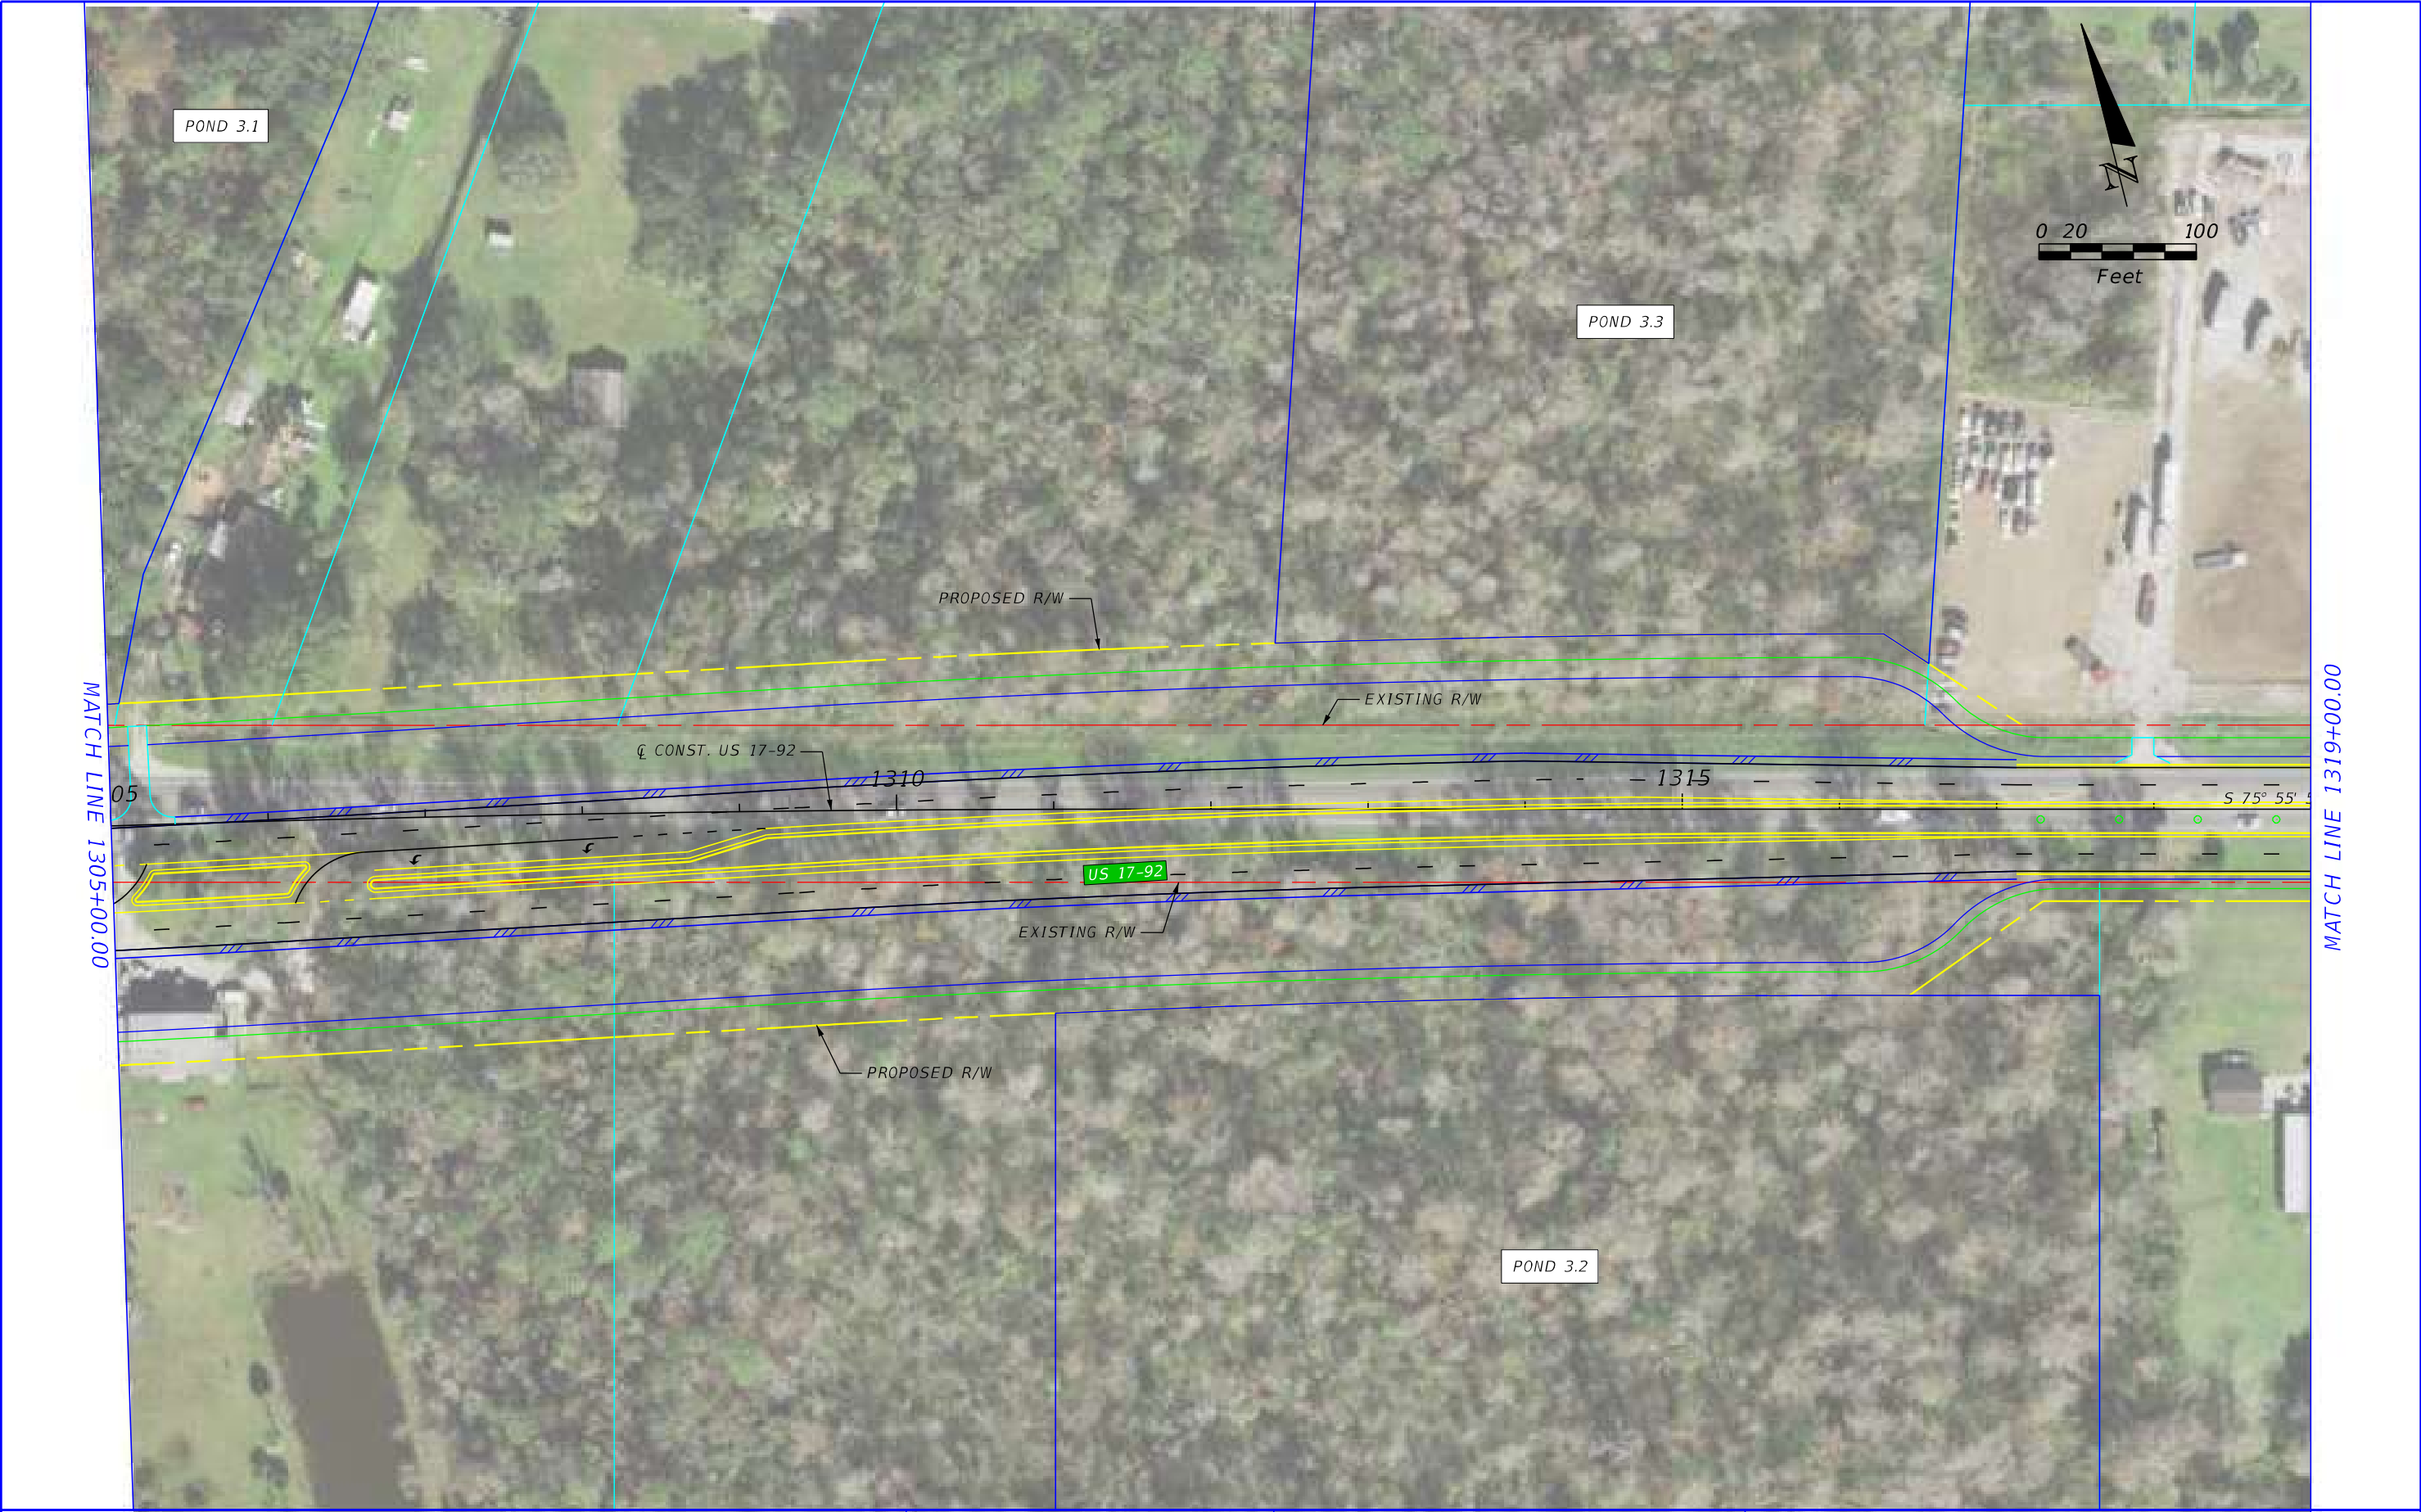 POND 3.1
0 20 100
Feet
N
POND 3.3
PROPOSED R/W
EXISTING R/W
℄ CONST. US 17-92
1310
1315
05
S 75° 55' 5
US 17-92
EXISTING R/W
PROPOSED R/W
POND 3.2
MATCH LINE 1305+00.00
MATCH LINE 1319+00.00